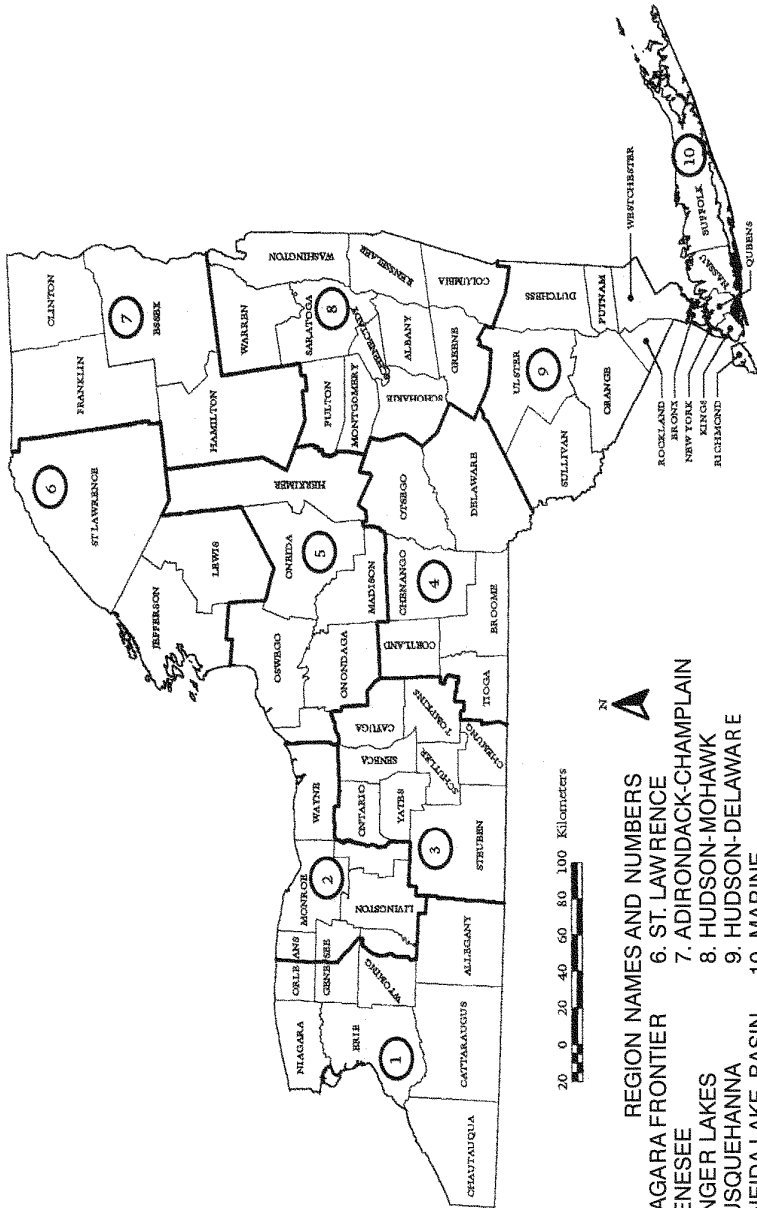 CLINTON
FRANKLIN
7
ESSEX
6
ST LAWRENCE
HAMILTON
WARREN
WASHINGTON
JEFFERSON
LEWIS
HERKIMER
FULTON
SARATOGA
8
MONTGOMERY
SCHENECTADY
RENSSELAER
ONEIDA
5
OSWEGO
ONONDAGA
MADISON
OTSEGO
SCHOHARIE
ALBANY
GREENE
COLUMBIA
NIAGARA
ORLEANS
MONROE
2
WAYNE
GENESEE
ERIE
1
WYOMING
LIVINGSTON
ONTARIO
YATES
SENECA
CAYUGA
CORTLAND
CHENANGO
4
TOMPKINS
SCHUYLER
CHEMUNG
TIOGA
BROOME
DELAWARE
CHAUTAUQUA
CATTARAUGUS
ALLEGANY
3
STEUBEN
ULSTER
9
SULLIVAN
ORANGE
DUTCHESS
PUTNAM
WESTCHESTER
ROCKLAND
BRONX
NEW YORK
KINGS
RICHMOND
NASSAU
SUFFOLK
10
QUEENS
N
20 0 20 40 60 80 100 Kilometers
REGION NAMES AND NUMBERS
AGARA FRONTIER 6. ST. LAWRENCE
ENESEE 7. ADIRONDACK-CHAMPLAIN
NGER LAKES 8. HUDSON-MOHAWK
USQUEHANNA 9. HUDSON-DELAWARE
NEIDA LAKE BASIN 10. MARINE